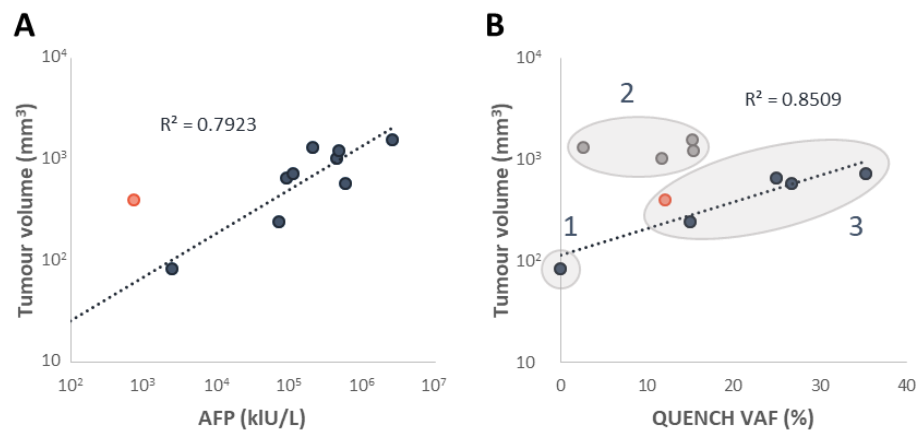 A
Tumour volume (mm³)
10⁴
10³
10²
10
R² = 0.7923
10² 10³ 10⁴ 10⁵ 10⁶ 10⁷
AFP (kIU/L)
B
Tumour volume (mm³)
10⁴
10³
10²
10
2
R² = 0.8509
1
3
0 10 20 30 40
QUENCH VAF (%)